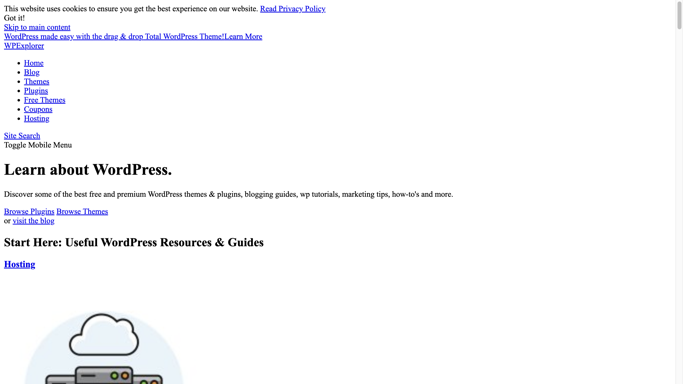 This website uses cookies to ensure you get the best experience on our website. Read Privacy Policy
Got it!
Skip to main content
WordPress made easy with the drag & drop Total WordPress Theme!Learn More
WPExplorer
Home
Blog
Themes
Plugins
Free Themes
Coupons
Hosting
Site Search
Toggle Mobile Menu
Learn about WordPress.
Discover some of the best free and premium WordPress themes & plugins, blogging guides, wp tutorials, marketing tips, how-to's and more.
Browse Plugins Browse Themes
or visit the blog
Start Here: Useful WordPress Resources & Guides
Hosting